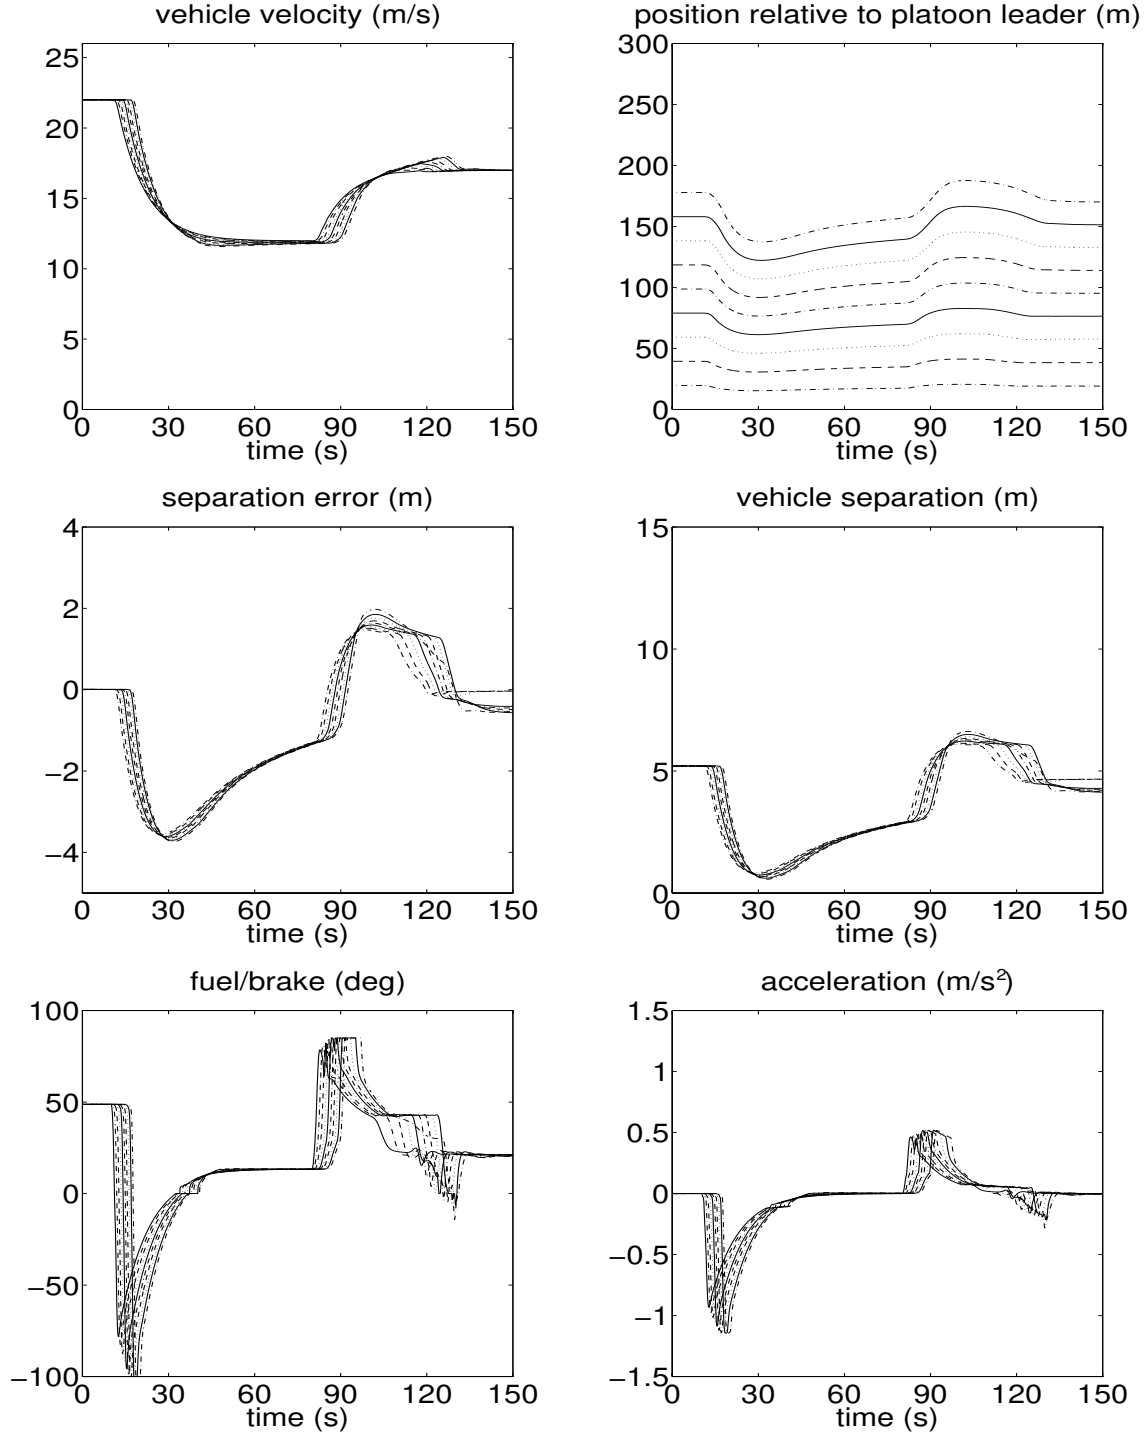 vehicle velocity (m/s)
25
20
15
10
5
0
0 30 60 90 120 150
time (s)
position relative to platoon leader (m)
300
250
200
150
100
50
0
0 30 60 90 120 150
time (s)
separation error (m)
4
2
0
−2
−4
0 30 60 90 120 150
time (s)
vehicle separation (m)
15
10
5
0
0 30 60 90 120 150
time (s)
fuel/brake (deg)
100
50
0
−50
−100
0 30 60 90 120 150
time (s)
acceleration (m/s²)
1.5
1
0.5
0
−0.5
−1
−1.5
0 30 60 90 120 150
time (s)